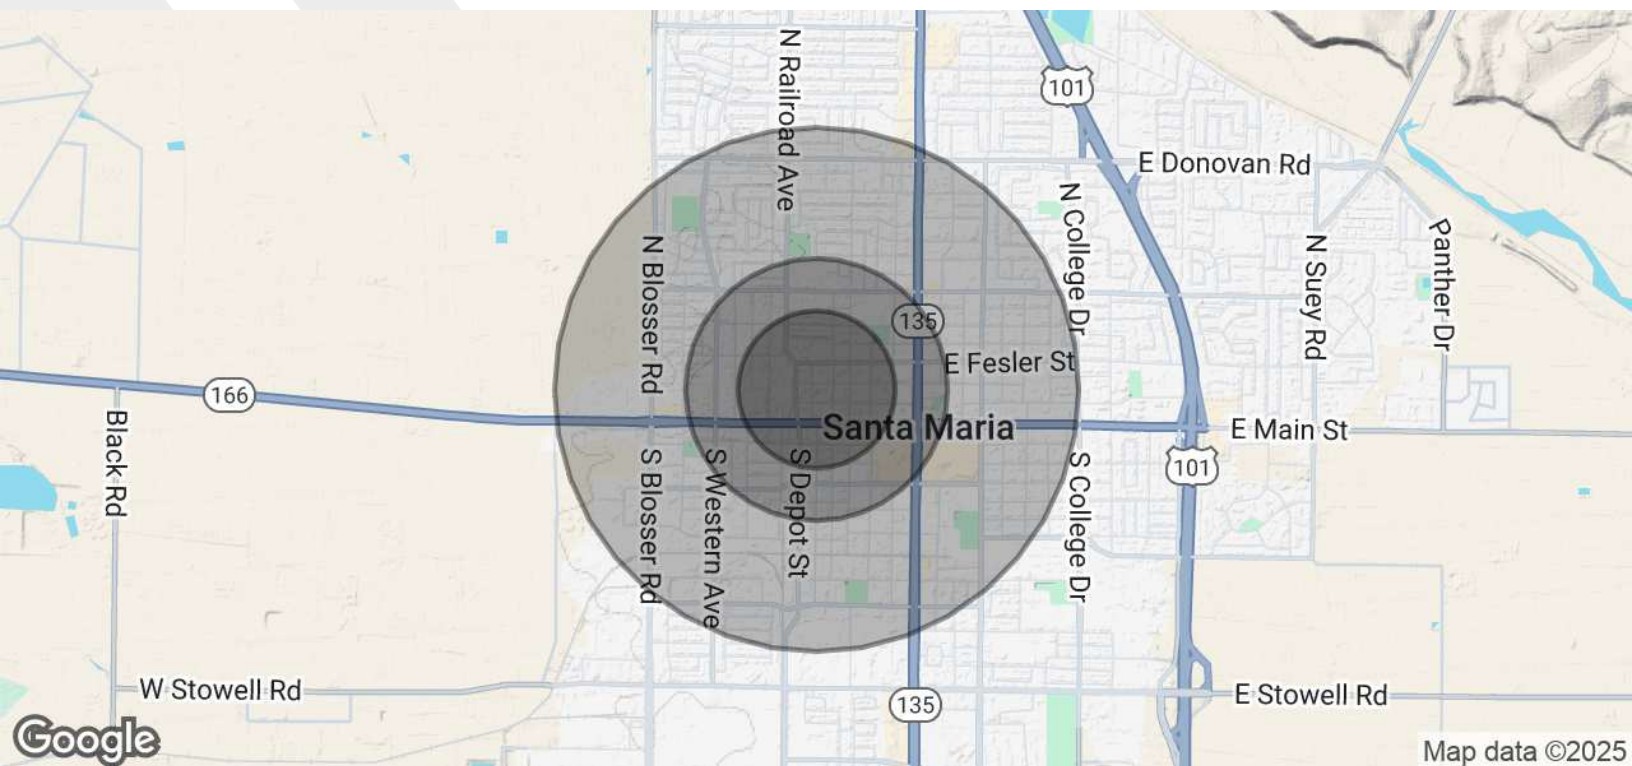 N Railroad Ave
101
E Donovan Rd
N College Dr
N Blosser Rd
N Suey Rd
Panther Dr
135
E Fesler St
166
Black Rd
Santa Maria
E Main St
101
S Blosser Rd
S Western Ave
S Depot St
S College Dr
W Stowell Rd
E Stowell Rd
135
Google
Map data ©2025